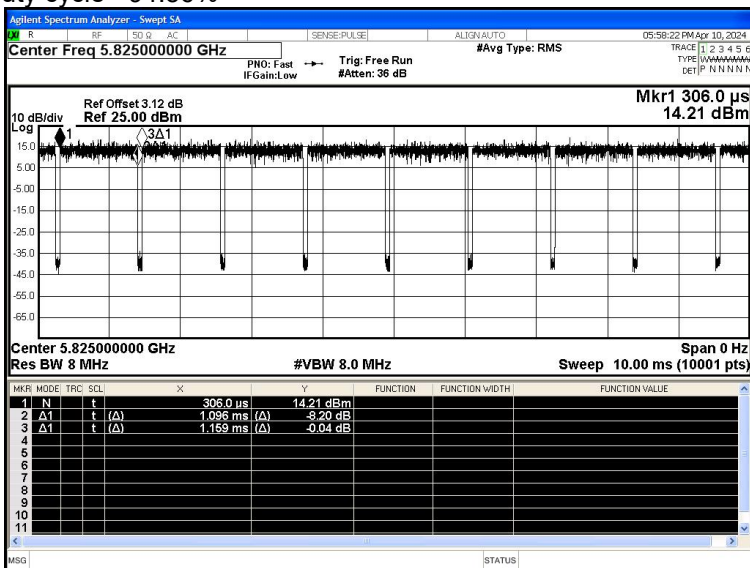 Agilent Spectrum Analyzer - Swept SA
LXI R RF 50 Ω AC SENSE:PULSE ALIGN AUTO 05:58:22 PM Apr 10, 2024
Center Freq 5.825000000 GHz #Avg Type: RMS TRACE 1 2 3 4 5 6
PNO: Fast Trig: Free Run TYPE
IFGain:Low #Atten: 36 dB DET P N N N N
Mkr1 306.0 µs
14.21 dBm
Ref Offset 3.12 dB
10 dB/div Ref 25.00 dBm
Log
1 3Δ1
15.0
5.00
-5.00
-15.0
-25.0
-35.0
-45.0
-55.0
-65.0
Center 5.825000000 GHz Span 0 Hz
Res BW 8 MHz #VBW 8.0 MHz Sweep 10.00 ms (10001 pts)
MKR MODE TRC SCL X Y FUNCTION FUNCTION WIDTH FUNCTION VALUE
1 N t 306.0 µs 14.21 dBm
2 Δ1 t (Δ) 1.096 ms (Δ) -8.20 dB
3 Δ1 t (Δ) 1.159 ms (Δ) -0.04 dB
4
5
6
7
8
9
10
11
MSG STATUS